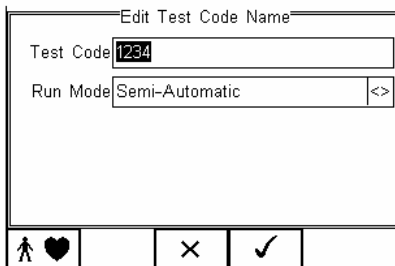 Edit Test Code Name
Test Code 1234
Run Mode Semi-Automatic <>